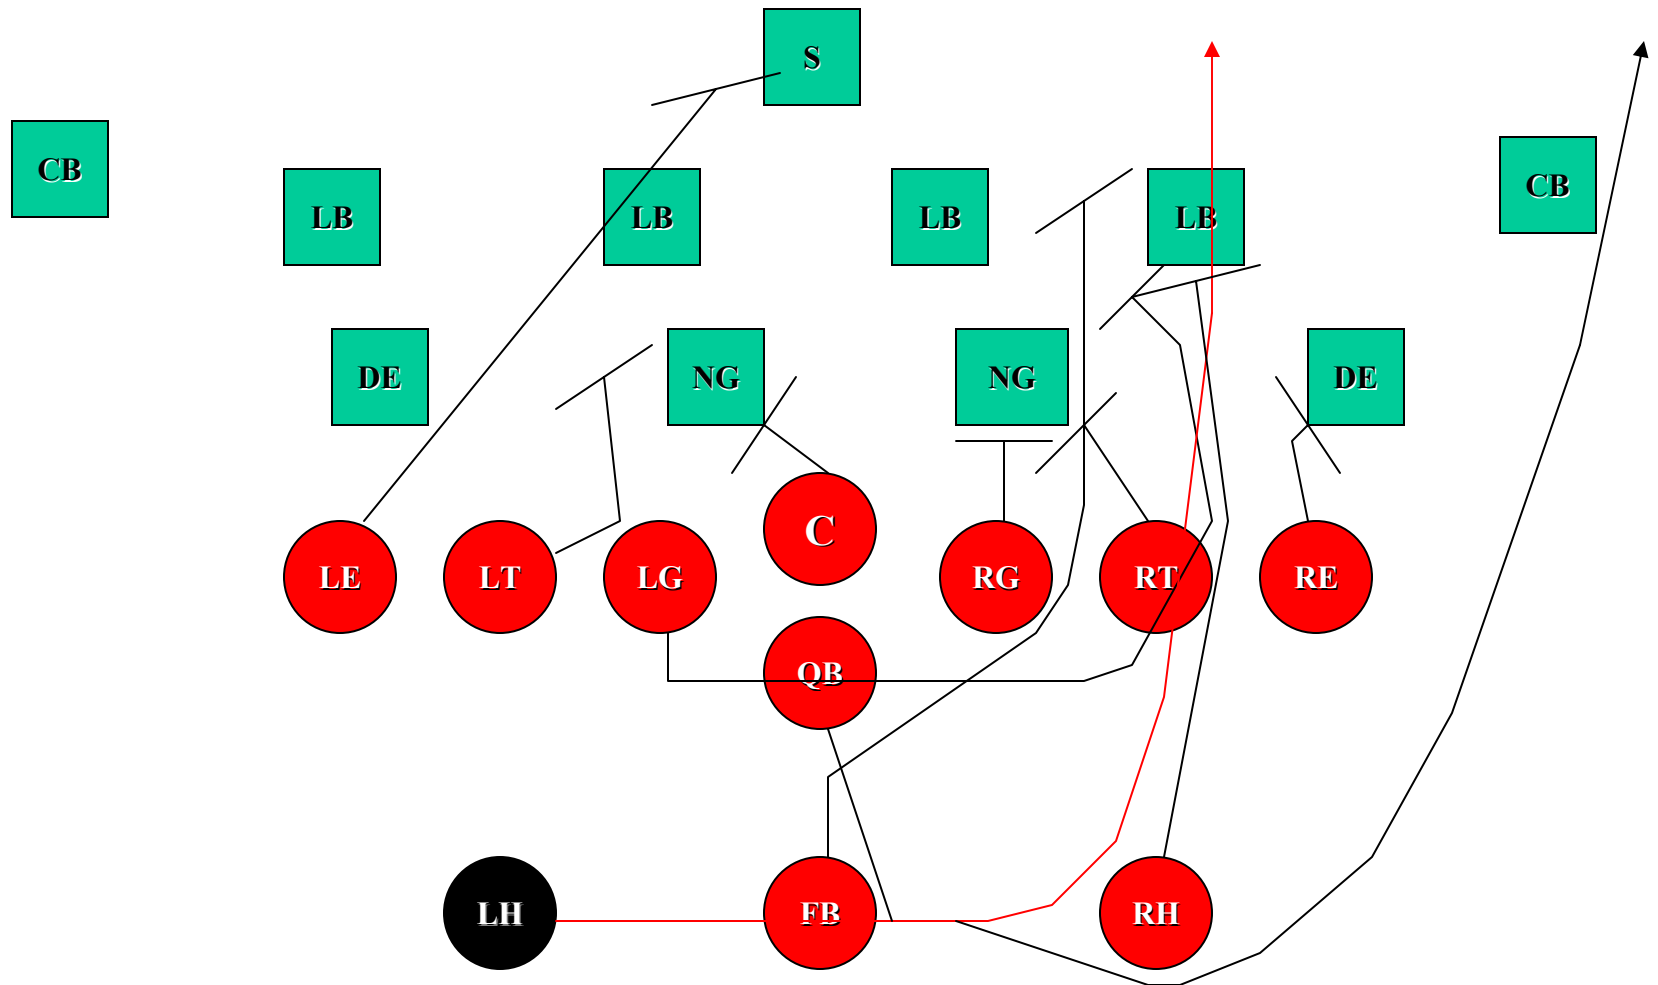 S
CB
LB
LB
LB
LB
CB
DE
NG
NG
DE
C
LE
LT
LG
RG
RT
RE
QB
LH
FB
RH